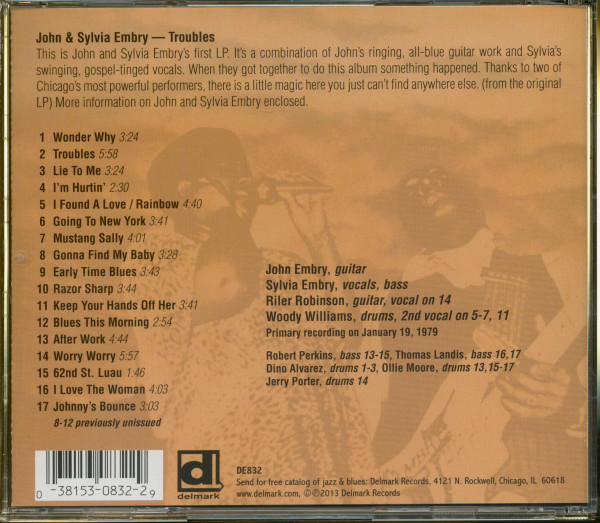 John & Sylvia Embry — Troubles
This is John and Sylvia Embry's first LP. It's a combination of John's ringing, all-blue guitar work and Sylvia's
swinging, gospel-tinged vocals. When they got together to do this album something happened. Thanks to two of
Chicago's most powerful performers, there is a little magic here you just can't find anywhere else. (from the original
LP) More information on John and Sylvia Embry enclosed.
1 Wonder Why 3:24
2 Troubles 5:58
3 Lie To Me 3:24
4 I'm Hurtin' 2:30
5 I Found A Love / Rainbow 4:40
6 Going To New York 3:41
7 Mustang Sally 4:01
8 Gonna Find My Baby 3:28
9 Early Time Blues 3:43
10 Razor Sharp 3:44
11 Keep Your Hands Off Her 3:41
12 Blues This Morning 2:54
13 After Work 4:44
14 Worry Worry 5:57
15 62nd St. Luau 1:46
16 I Love The Woman 4:03
17 Johnny's Bounce 3:03
8-12 previously unissued
John Embry, guitar
Sylvia Embry, vocals, bass
Riler Robinson, guitar, vocal on 14
Woody Williams, drums, 2nd vocal on 5-7, 11
Primary recording on January 19, 1979
Robert Perkins, bass 13-15, Thomas Landis, bass 16,17
Dino Alvarez, drums 1-3, Ollie Moore, drums 13,15-17
Jerry Porter, drums 14
0 38153-0832-2 9
d
delmark
DE832
Send for free catalog of jazz & blues: Delmark Records, 4121 N. Rockwell, Chicago, IL 60618
www.delmark.com, ©℗2013 Delmark Records